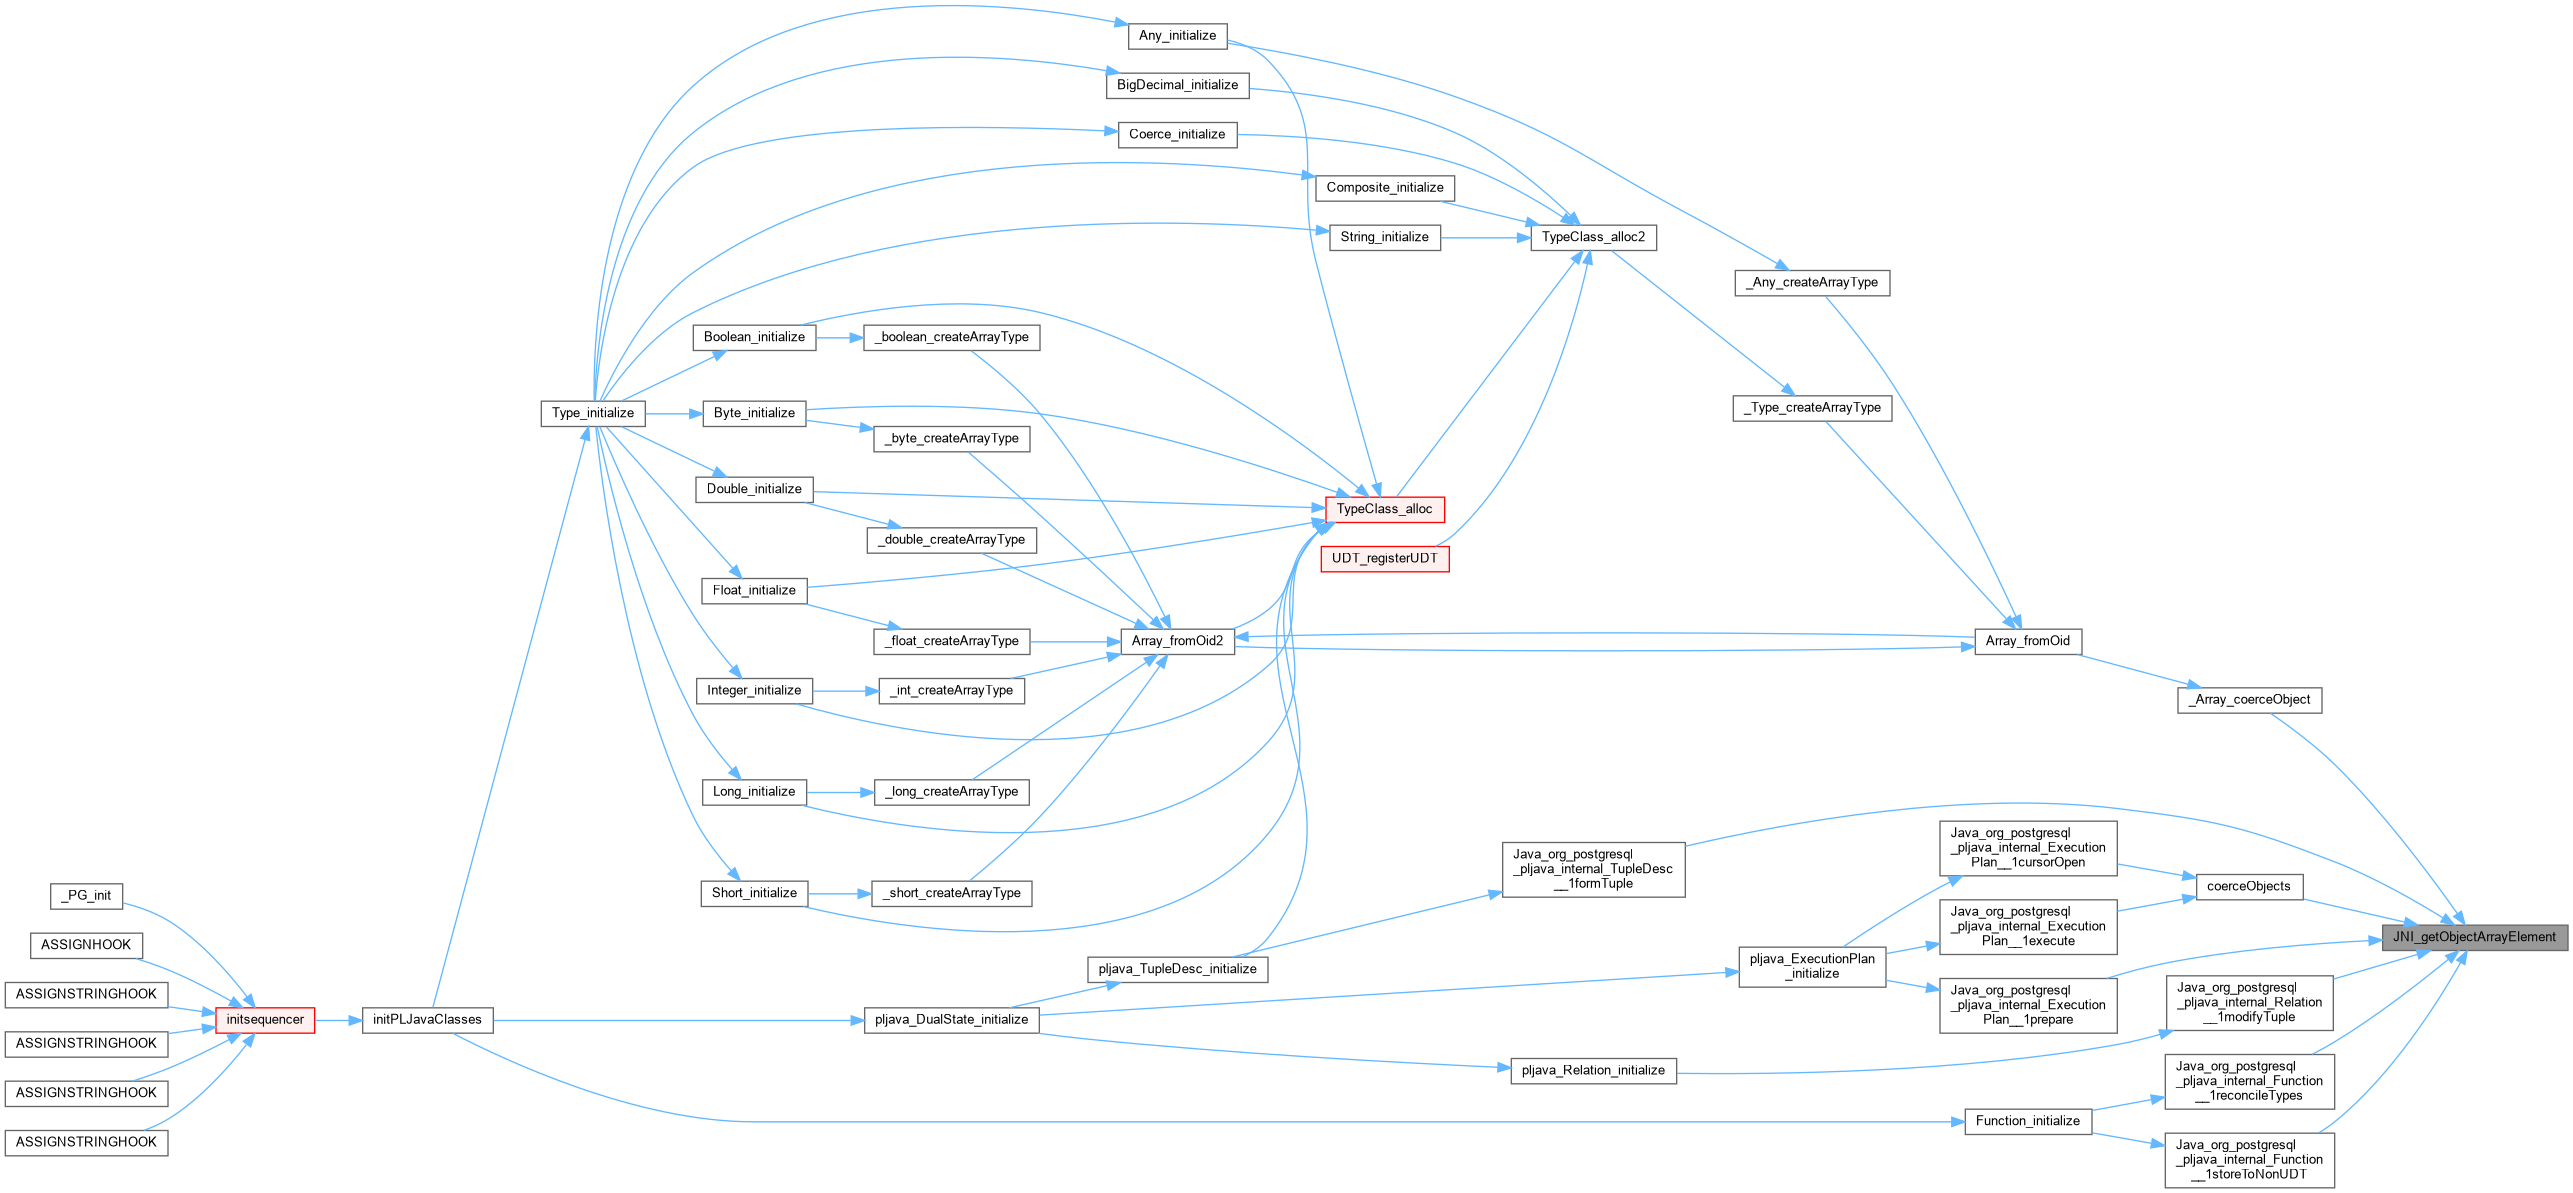 Any_initialize
BigDecimal_initialize
Coerce_initialize
Composite_initialize
String_initialize
TypeClass_alloc2
_Any_createArrayType
Boolean_initialize
_boolean_createArrayType
Type_initialize
Byte_initialize
_byte_createArrayType
_Type_createArrayType
Double_initialize
_double_createArrayType
TypeClass_alloc
UDT_registerUDT
Float_initialize
_float_createArrayType
Array_fromOid2
Array_fromOid
Integer_initialize
_int_createArrayType
_Array_coerceObject
Long_initialize
_long_createArrayType
Short_initialize
_short_createArrayType
Java_org_postgresql
_pljava_internal_TupleDesc
__1formTuple
Java_org_postgresql
_pljava_internal_Execution
Plan__1cursorOpen
coerceObjects
Java_org_postgresql
_pljava_internal_Execution
Plan__1execute
JNI_getObjectArrayElement
_PG_init
ASSIGNHOOK
ASSIGNSTRINGHOOK
ASSIGNSTRINGHOOK
ASSIGNSTRINGHOOK
ASSIGNSTRINGHOOK
initsequencer
initPLJavaClasses
pljava_TupleDesc_initialize
pljava_DualState_initialize
pljava_ExecutionPlan
_initialize
Java_org_postgresql
_pljava_internal_Execution
Plan__1prepare
Java_org_postgresql
_pljava_internal_Relation
__1modifyTuple
pljava_Relation_initialize
Java_org_postgresql
_pljava_internal_Function
__1reconcileTypes
Function_initialize
Java_org_postgresql
_pljava_internal_Function
__1storeToNonUDT